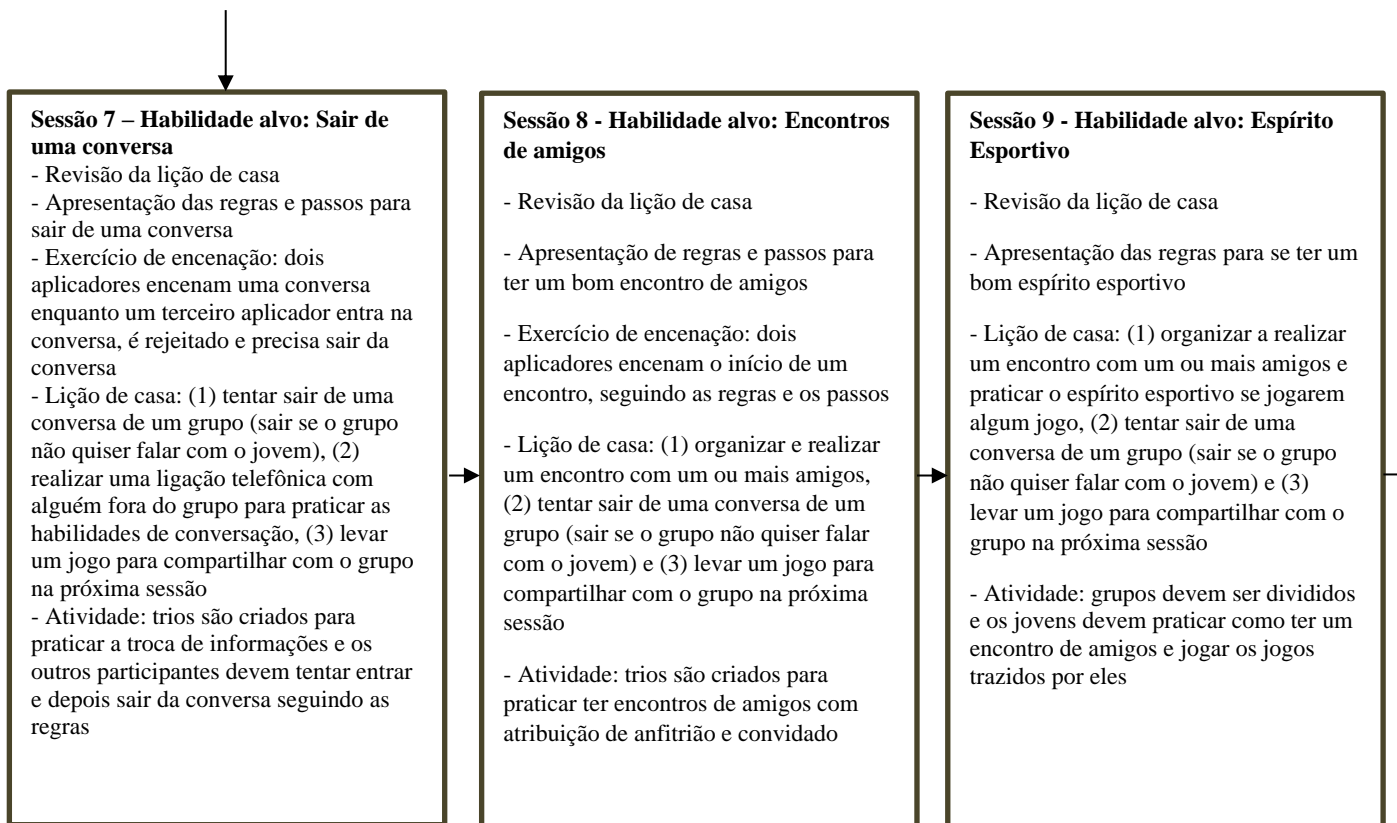 Sessão 7 – Habilidade alvo: Sair de
uma conversa
- Revisão da lição de casa
- Apresentação das regras e passos para
sair de uma conversa
- Exercício de encenação: dois
aplicadores encenam uma conversa
enquanto um terceiro aplicador entra na
conversa, é rejeitado e precisa sair da
conversa
- Lição de casa: (1) tentar sair de uma
conversa de um grupo (sair se o grupo
não quiser falar com o jovem), (2)
realizar uma ligação telefônica com
alguém fora do grupo para praticar as
habilidades de conversação, (3) levar
um jogo para compartilhar com o grupo
na próxima sessão
- Atividade: trios são criados para
praticar a troca de informações e os
outros participantes devem tentar entrar
e depois sair da conversa seguindo as
regras
Sessão 8 - Habilidade alvo: Encontros
de amigos
- Revisão da lição de casa
- Apresentação de regras e passos para
ter um bom encontro de amigos
- Exercício de encenação: dois
aplicadores encenam o início de um
encontro, seguindo as regras e os passos
- Lição de casa: (1) organizar e realizar
um encontro com um ou mais amigos,
(2) tentar sair de uma conversa de um
grupo (sair se o grupo não quiser falar
com o jovem) e (3) levar um jogo para
compartilhar com o grupo na próxima
sessão
- Atividade: trios são criados para
praticar ter encontros de amigos com
atribuição de anfitrião e convidado
Sessão 9 - Habilidade alvo: Espírito
Esportivo
- Revisão da lição de casa
- Apresentação das regras para se ter um
bom espírito esportivo
- Lição de casa: (1) organizar a realizar
um encontro com um ou mais amigos e
praticar o espírito esportivo se jogarem
algum jogo, (2) tentar sair de uma
conversa de um grupo (sair se o grupo
não quiser falar com o jovem) e (3)
levar um jogo para compartilhar com o
grupo na próxima sessão
- Atividade: grupos devem ser divididos
e os jovens devem praticar como ter um
encontro de amigos e jogar os jogos
trazidos por eles